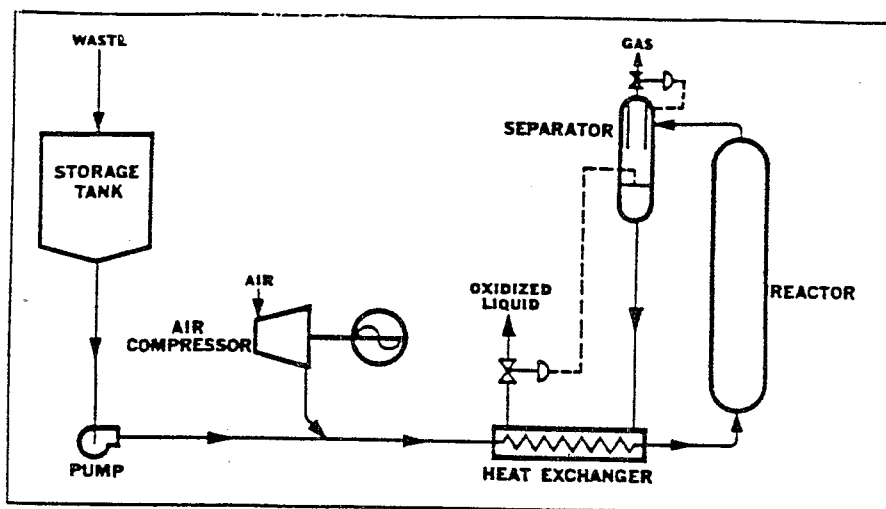 WASTE
STORAGE
TANK
PUMP
AIR
AIR
COMPRESSOR
OXIDIZED
LIQUID
HEAT EXCHANGER
GAS
SEPARATOR
REACTOR